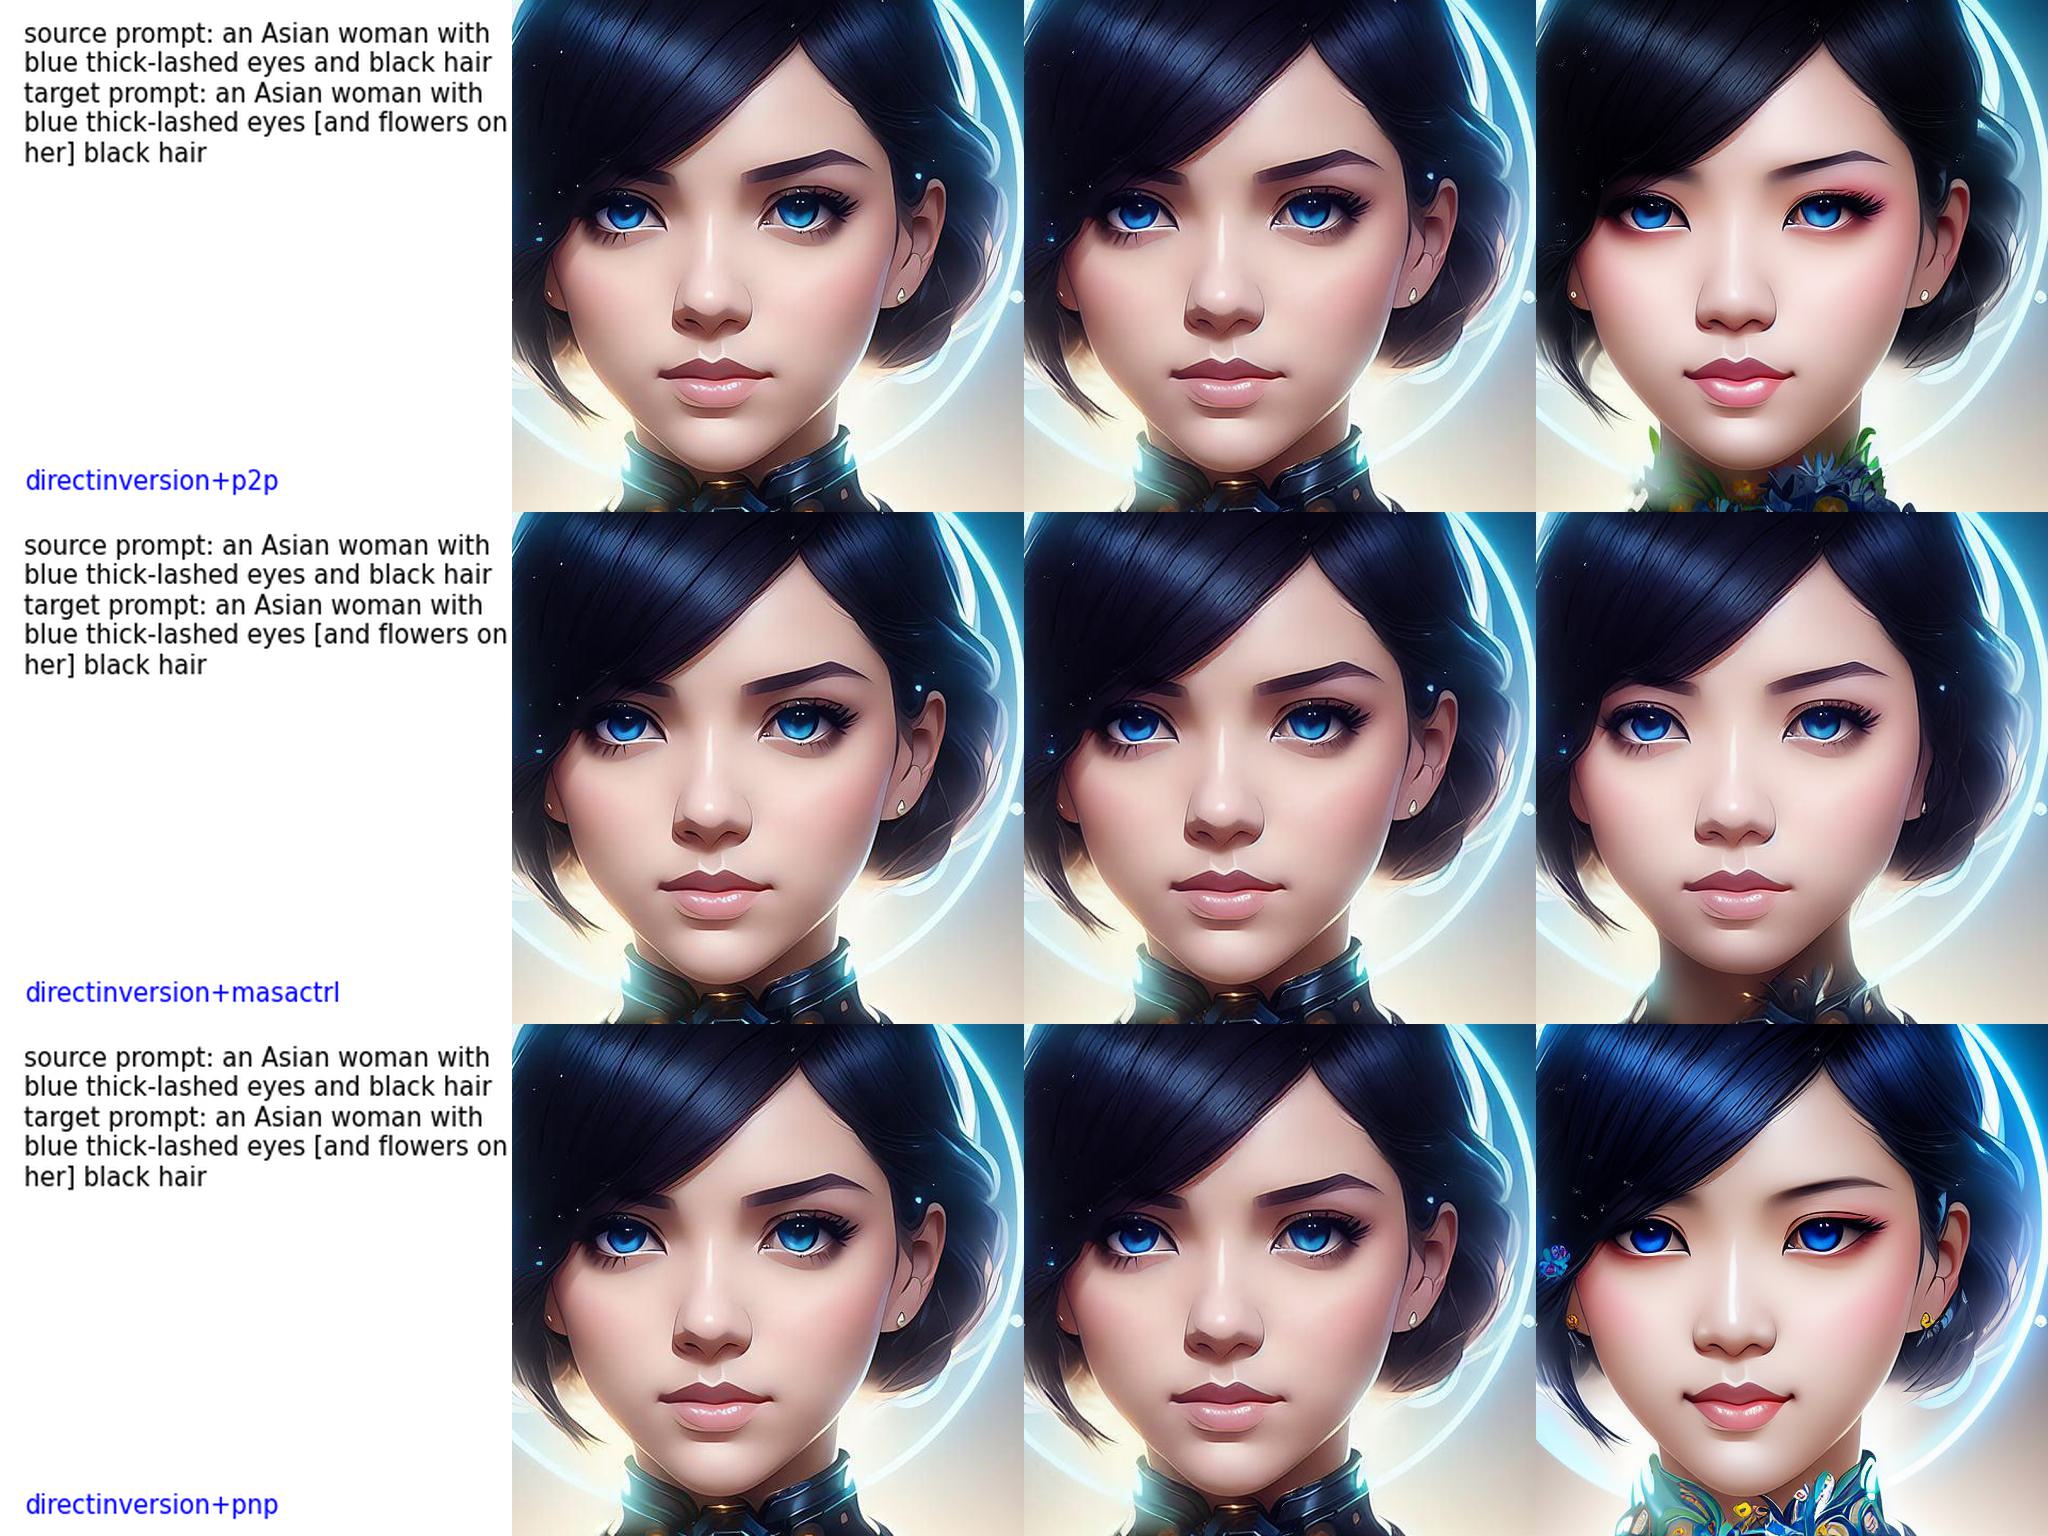 source prompt: an Asian woman with
blue thick-lashed eyes and black hair
target prompt: an Asian woman with
blue thick-lashed eyes [and flowers on
her] black hair
directinversion+p2p
source prompt: an Asian woman with
blue thick-lashed eyes and black hair
target prompt: an Asian woman with
blue thick-lashed eyes [and flowers on
her] black hair
directinversion+masactrl
source prompt: an Asian woman with
blue thick-lashed eyes and black hair
target prompt: an Asian woman with
blue thick-lashed eyes [and flowers on
her] black hair
directinversion+pnp